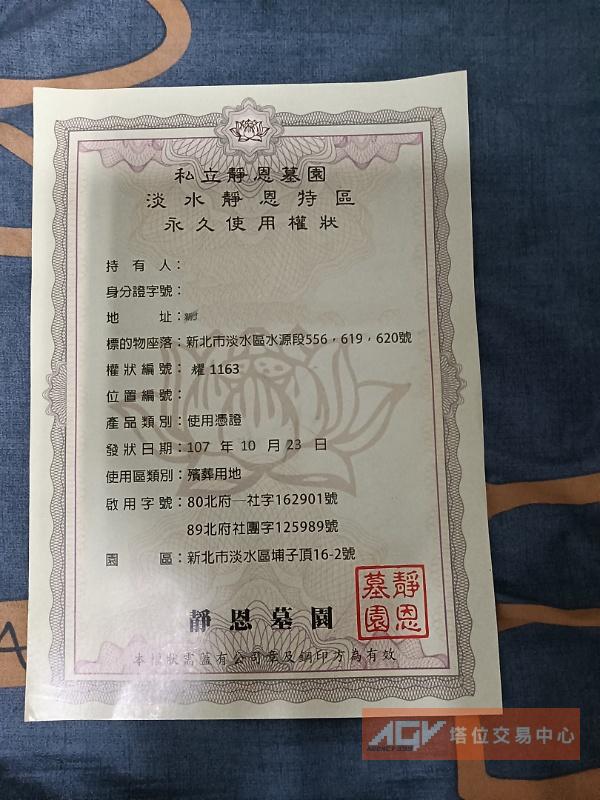 私立靜恩墓園
淡水靜恩特區
永久使用權狀
持有人：
身分證字號：
地址：
標的物座落：新北市淡水區水源段556，619，620號
權狀編號：耀1163
位置編號：
產品類別：使用憑證
發狀日期：107 年 10 月 23 日
使用區類別：殯葬用地
啟用字號：80北府一社字162901號
89北府社團字125989號
園區：新北市淡水區埔子頂16-2號
靜恩墓園
靜恩墓園
本權狀需蓋有公司章及鋼印方為有效
AGV 塔位交易中心